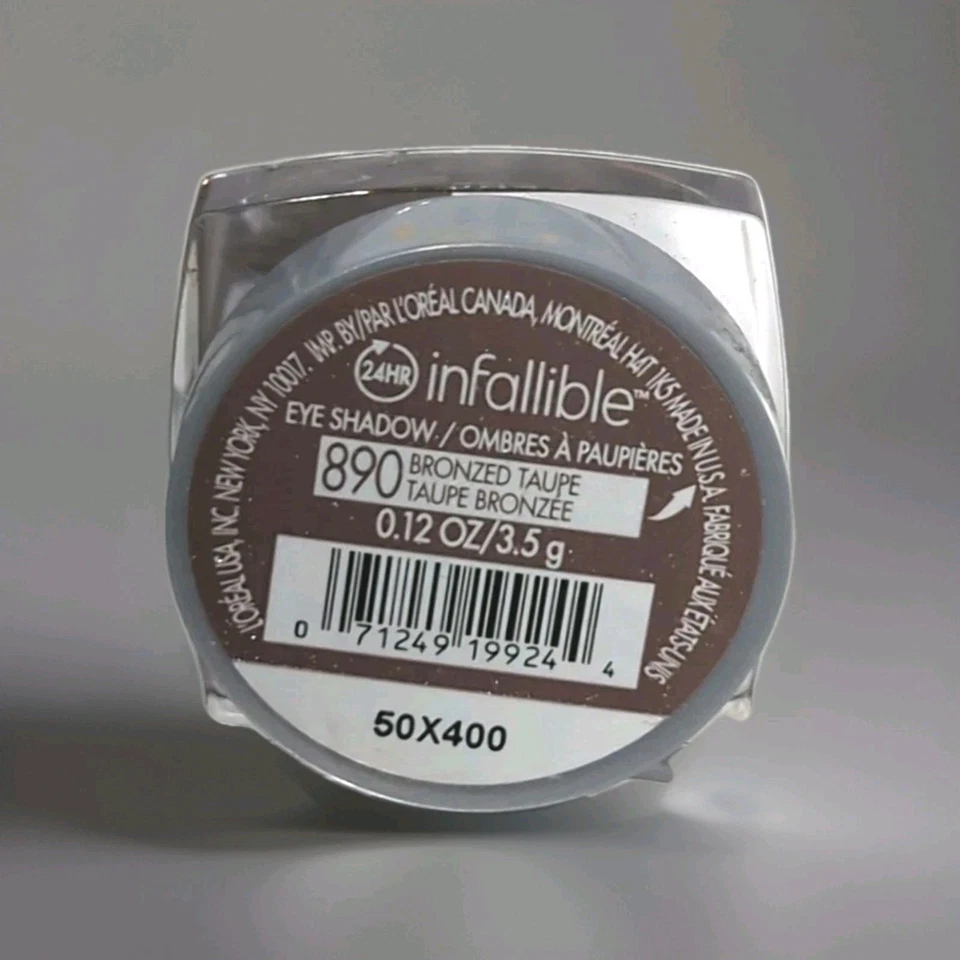 L'ORÉAL USA, INC. NEW YORK, NY 10017. IMP. BY/PAR L'ORÉAL CANADA, MONTRÉAL H4T 1K5 MADE IN U.S.A. FABRIQUÉ AUX ÉTATS-UNIS
24HR infallible™
EYE SHADOW / OMBRES À PAUPIÈRES
890 BRONZED TAUPE
TAUPE BRONZÉE
0.12 OZ/3.5 g
0 71249 19924 4
50X400